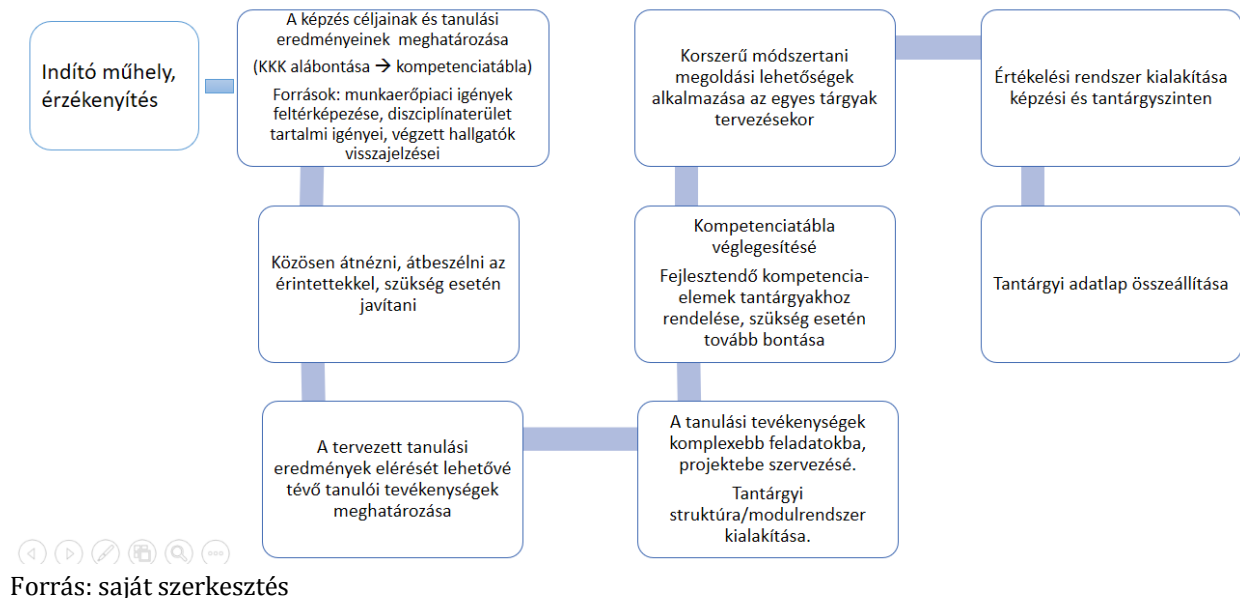 Indító műhely,
érzékenyítés
A képzés céljainak és tanulási
eredményeinek meghatározása
(KKK alábontása → kompetenciatábla)
Források: munkaerőpiaci igények
feltérképezése, diszciplínaterület
tartalmi igényei, végzett hallgatók
visszajelzései
Közösen átnézni, átbeszélni az
érintettekkel, szükség esetén
javítani
A tervezett tanulási
eredmények elérését lehetővé
tévő tanulói tevékenységek
meghatározása
A tanulási tevékenységek
komplexebb feladatokba,
projektebe szervezésé.
Tantárgyi
struktúra/modulrendszer
kialakítása.
Kompetenciatábla
véglegesítésé
Fejlesztendő kompetencia-
elemek tantárgyakhoz
rendelése, szükség esetén
tovább bontása
Korszerű módszertani
megoldási lehetőségek
alkalmazása az egyes tárgyak
tervezésekor
Értékelési rendszer kialakítása
képzési és tantárgyszinten
Tantárgyi adatlap összeállítása
Forrás: saját szerkesztés